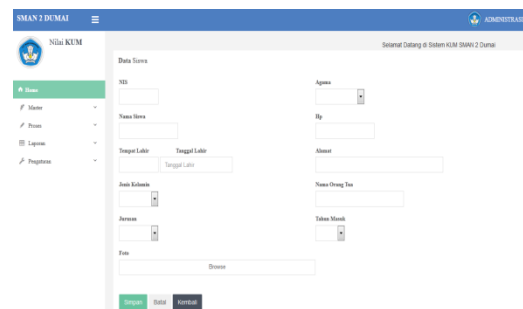 SMAN 2 DUMAI
ADMINISTRASI
Nilai KUM
Selamat Datang di Sistem KUM SMAN 2 Dumai
Home
Master
Proses
Laporan
Pengaturan
Data Siswa
NIS
Agama
Nama Siswa
Hp
Tempat Lahir Tanggal Lahir
Alamat
Tanggal Lahir
Jenis Kelamin
Nama Orang Tua
Jurusan
Tahun Masuk
Foto
Browse
Simpan Batal Kembali